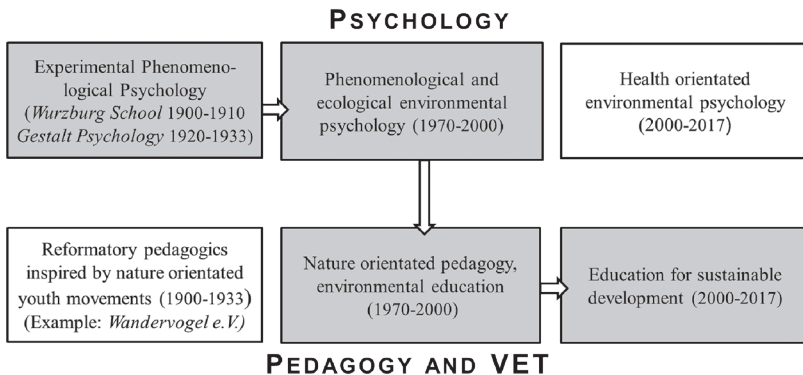 PSYCHOLOGY
Experimental Phenomeno-
logical Psychology
(Wurzburg School 1900-1910
Gestalt Psychology 1920-1933)
Phenomenological and
ecological environmental
psychology (1970-2000)
Health orientated
environmental psychology
(2000-2017)
Reformatory pedagogics
inspired by nature orientated
youth movements (1900-1933)
(Example: Wandervogel e.V.)
Nature orientated pedagogy,
environmental education
(1970-2000)
Education for sustainable
development (2000-2017)
PEDAGOGY AND VET